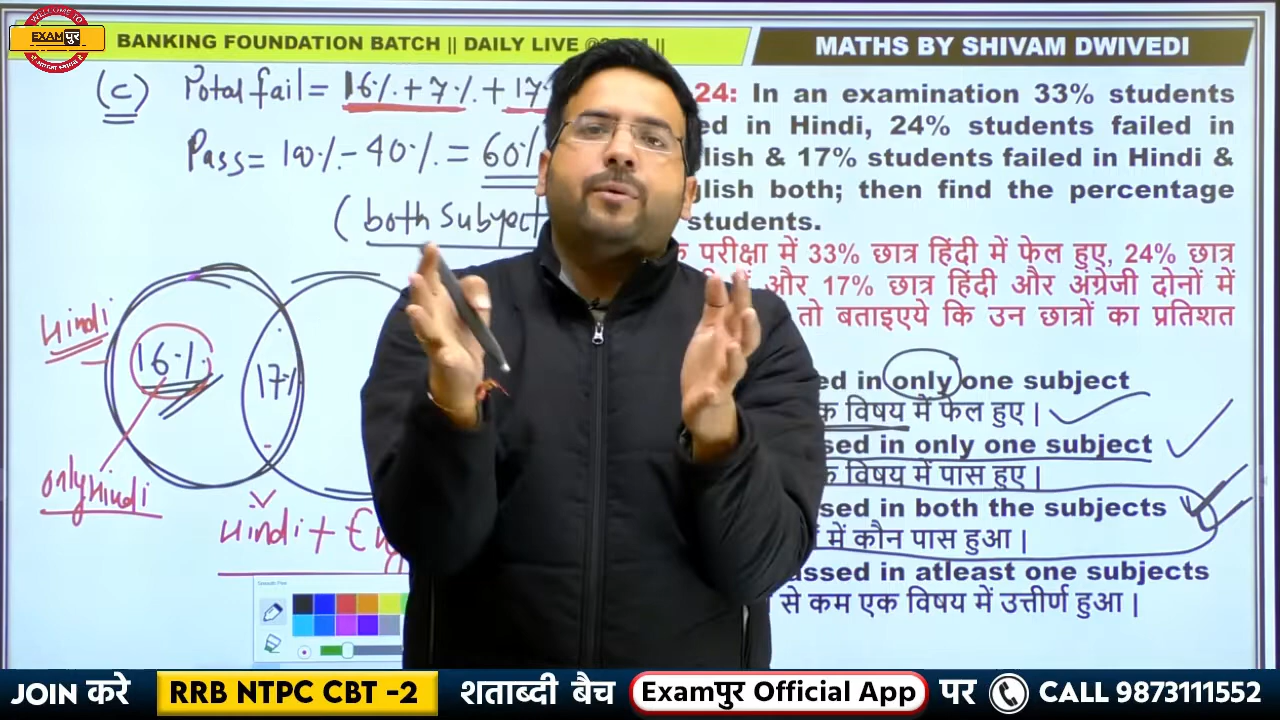 WELCOME TO
EXAMपुर
BANKING FOUNDATION BATCH || DAILY LIVE
MATHS BY SHIVAM DWIVEDI
(c) Total fail = 16% + 7% + 17
Pass = 100% - 40% = 60%
(both Subject
Hindi
16%
17%
only Hindi
Hindi + Eng
24: In an examination 33% students
ed in Hindi, 24% students failed in
lish & 17% students failed in Hindi &
glish both; then find the percentage
students.
परीक्षा में 33% छात्र हिंदी में फेल हुए, 24% छात्र
और 17% छात्र हिंदी और अंग्रेजी दोनों में
तो बताइएये कि उन छात्रों का प्रतिशत
ed in only one subject
क विषय में फेल हुए |
sed in only one subject
क विषय में पास हुए |
sed in both the subjects
में कौन पास हुआ |
assed in atleast one subjects
से कम एक विषय में उत्तीर्ण हुआ |
JOIN करे RRB NTPC CBT -2 शताब्दी बैच Examपुर Official App पर CALL 9873111552